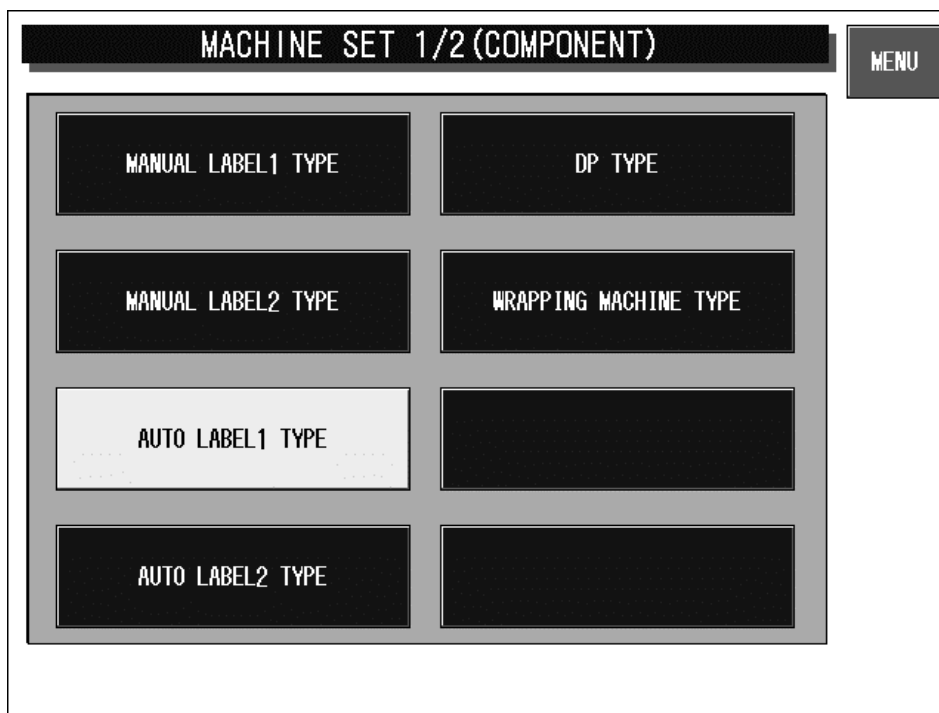 MACHINE SET 1/2(COMPONENT)
MENU
MANUAL LABEL1 TYPE
DP TYPE
MANUAL LABEL2 TYPE
WRAPPING MACHINE TYPE
AUTO LABEL1 TYPE
AUTO LABEL2 TYPE